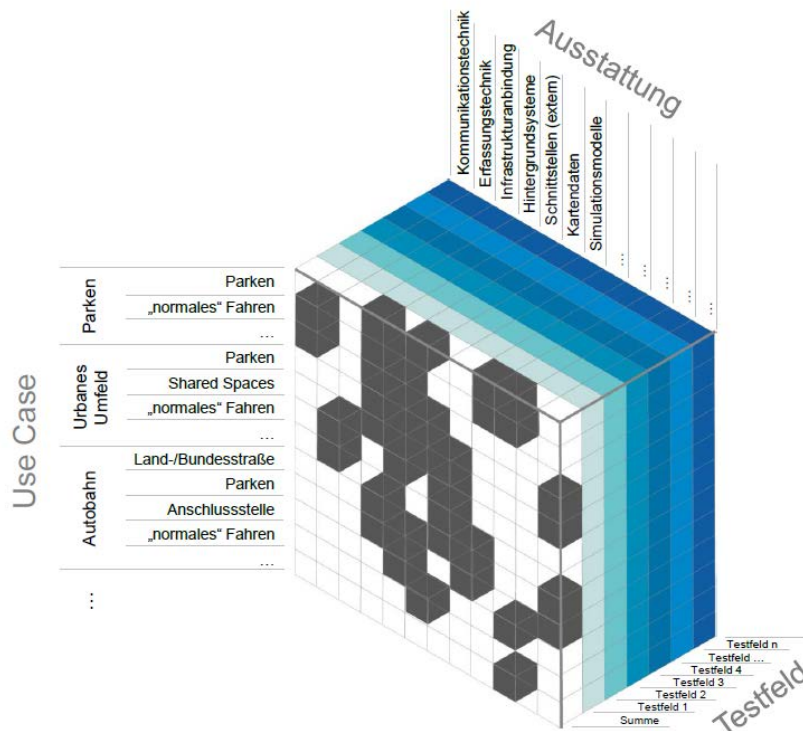 Ausstattung
Kommunikationstechnik
Erfassungstechnik
Infrastrukturanbindung
Hintergrundsysteme
Schnittstellen (extern)
Kartendaten
Simulationsmodelle
...
...
...
...
...
Use Case
Parken
Parken
„normales“ Fahren
...
Urbanes
Umfeld
Parken
Shared Spaces
„normales“ Fahren
...
Autobahn
Land-/Bundesstraße
Parken
Anschlussstelle
„normales“ Fahren
...
...
Testfeld n
Testfeld ...
Testfeld 4
Testfeld 3
Testfeld 2
Testfeld 1
Summe
Testfeld